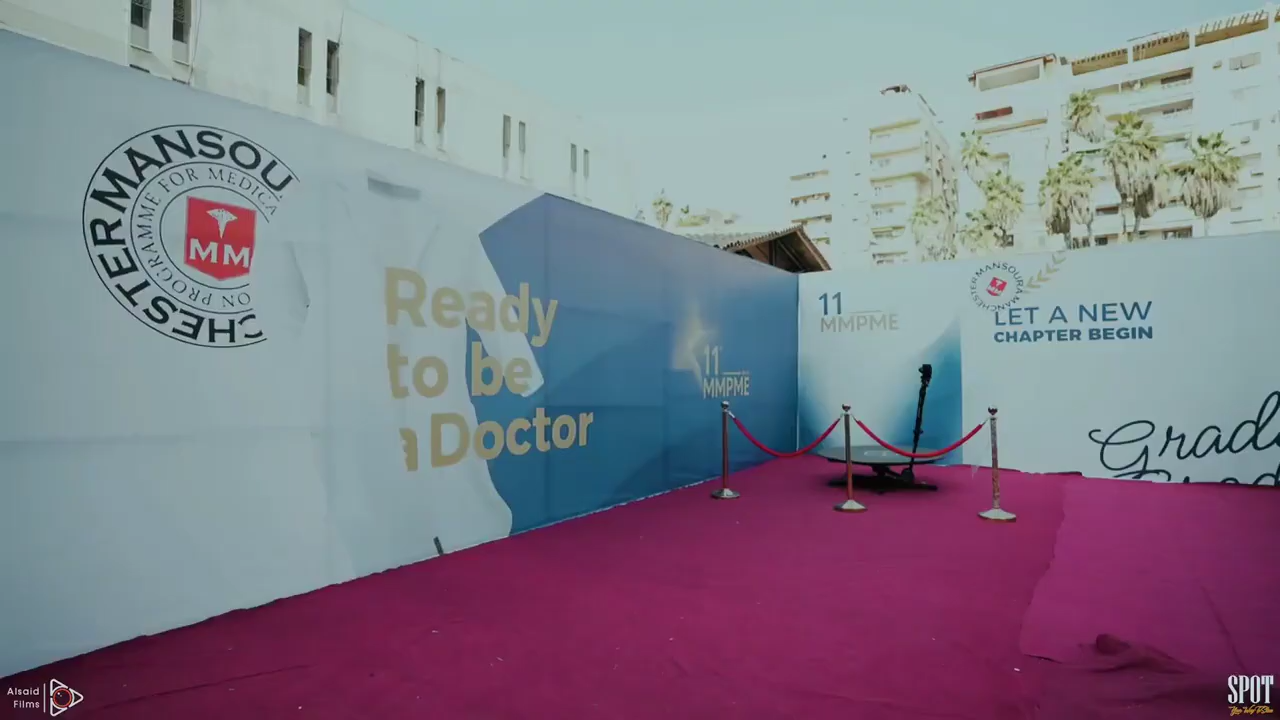 MANSOU
CHESTER
PROGRAMME FOR MEDICA
ON PROGR
MM
Ready
to be
a Doctor
11
MMPME
11
MMPME
MANSOURA
MANCHESTER
LET A NEW
CHAPTER BEGIN
Alsaid
Films
SPOT